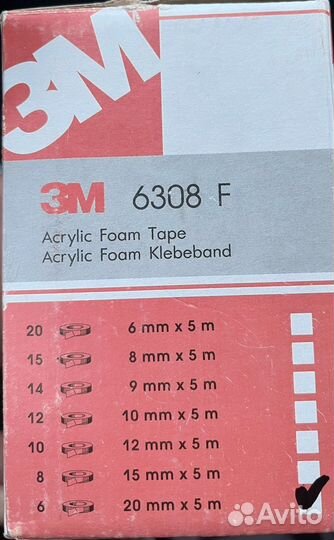 3M
3M 6308 F
Acrylic Foam Tape
Acrylic Foam Klebeband
20 6 mm x 5 m
15 8 mm x 5 m
14 9 mm x 5 m
12 10 mm x 5 m
10 12 mm x 5 m
8 15 mm x 5 m
6 20 mm x 5 m
Avito